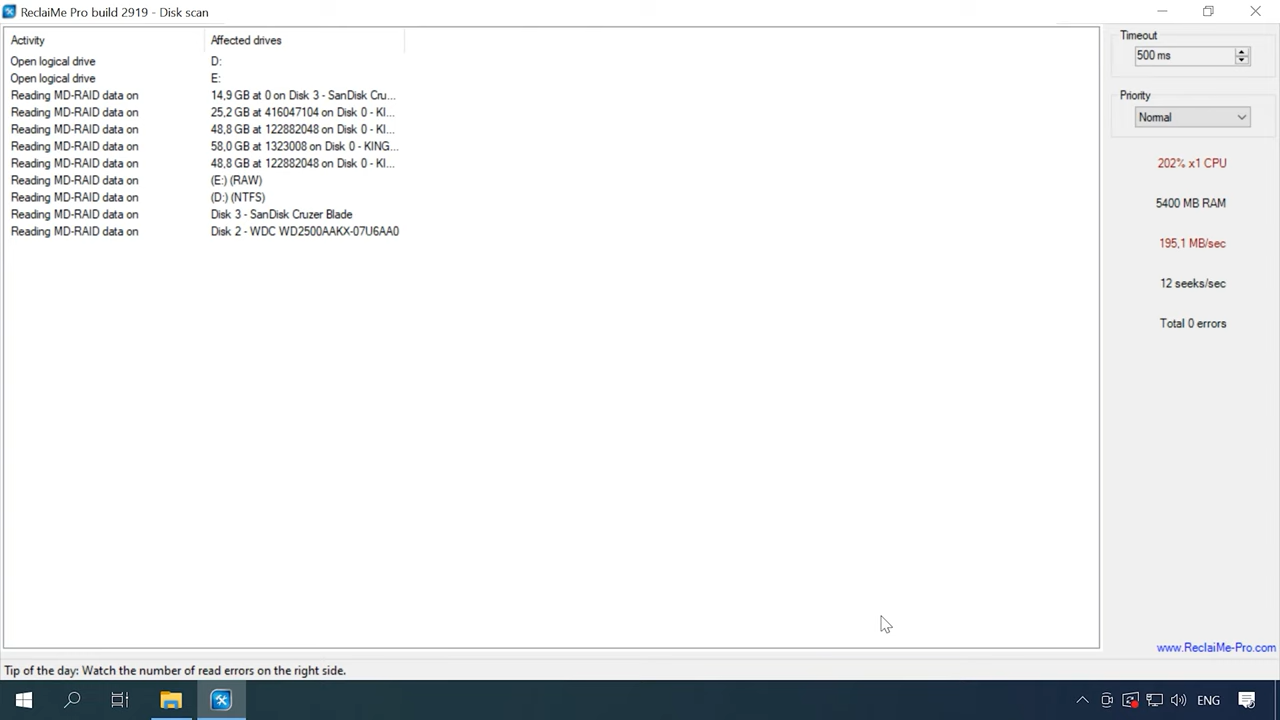 ReclaiMe Pro build 2919 - Disk scan
Activity Affected drives
Open logical drive D:
Open logical drive E:
Reading MD-RAID data on 14,9 GB at 0 on Disk 3 - SanDisk Cru...
Reading MD-RAID data on 25,2 GB at 416047104 on Disk 0 - KI...
Reading MD-RAID data on 48,8 GB at 122882048 on Disk 0 - KI...
Reading MD-RAID data on 58,0 GB at 1323008 on Disk 0 - KING...
Reading MD-RAID data on 48,8 GB at 122882048 on Disk 0 - KI...
Reading MD-RAID data on (E:) (RAW)
Reading MD-RAID data on (D:) (NTFS)
Reading MD-RAID data on Disk 3 - SanDisk Cruzer Blade
Reading MD-RAID data on Disk 2 - WDC WD2500AAKX-07U6AA0
Timeout
500 ms
Priority
Normal
202% x1 CPU
5400 MB RAM
195,1 MB/sec
12 seeks/sec
Total 0 errors
www.ReclaiMe-Pro.com
Tip of the day: Watch the number of read errors on the right side.
ENG